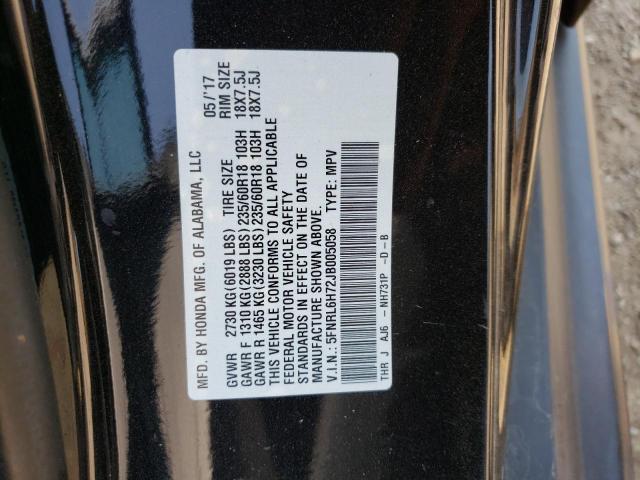 MFD. BY HONDA MFG. OF ALABAMA, LLC 05/'17
GVWR 2730 KG(6019 LBS) TIRE SIZE RIM SIZE
GAWR F 1310 KG(2888 LBS) 235/60R18 103H 18X7.5J
GAWR R 1465 KG(3230 LBS) 235/60R18 103H 18X7.5J
THIS VEHICLE CONFORMS TO ALL APPLICABLE
FEDERAL MOTOR VEHICLE SAFETY
STANDARDS IN EFFECT ON THE DATE OF
MANUFACTURE SHOWN ABOVE.
V.I.N.: 5FNRL6H72JB005058 TYPE: MPV
THR J AJ6 -NH731P -D-B